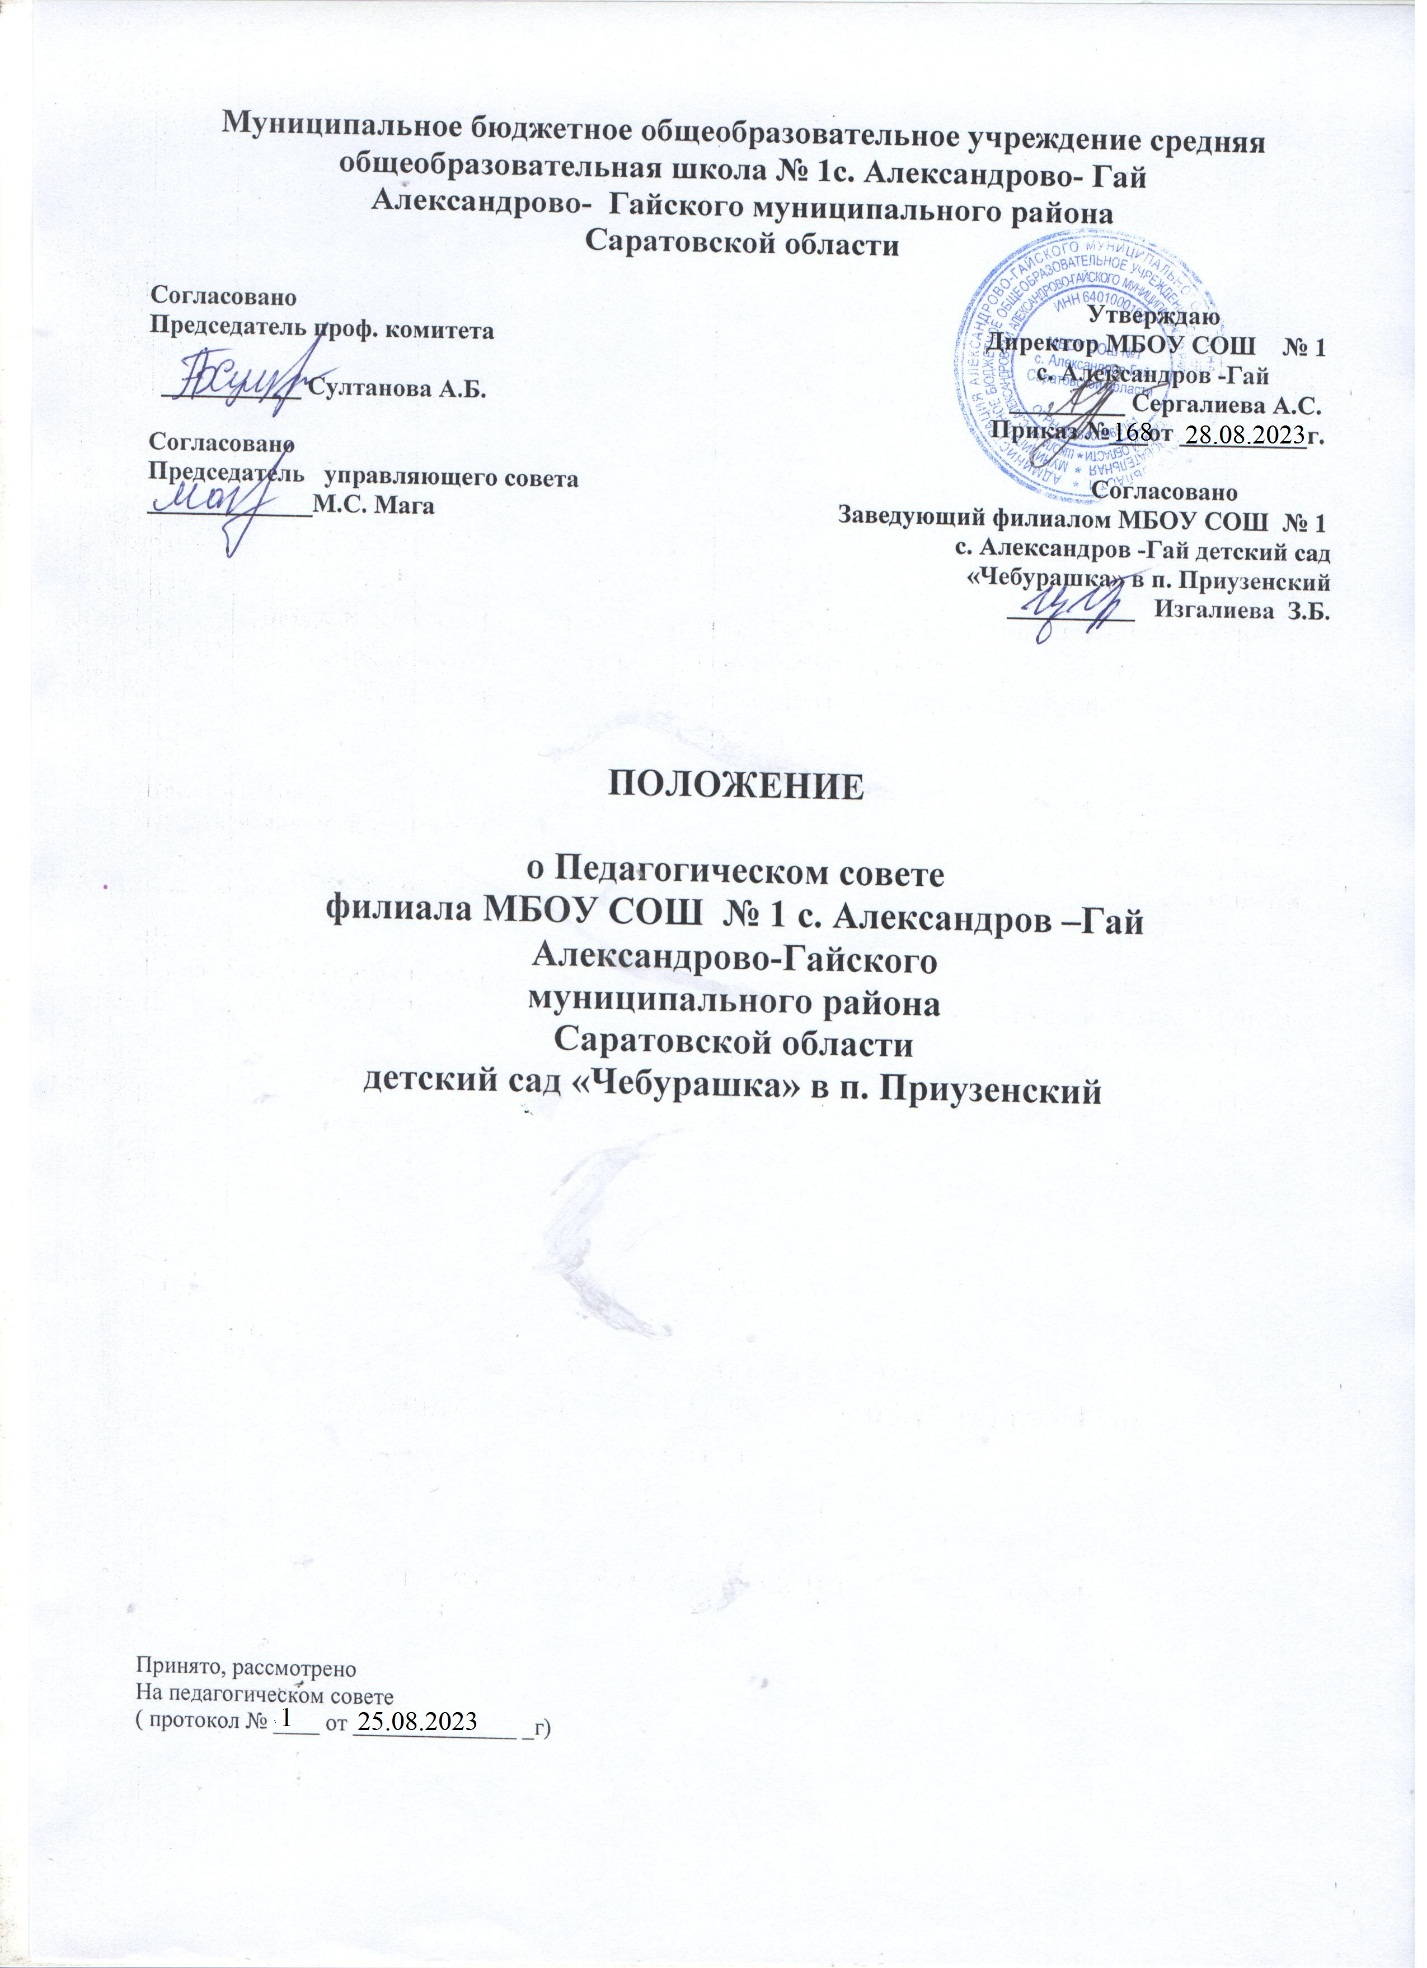 Муниципальное бюджетное общеобразовательное учреждение средняя
общеобразовательная школа № 1с. Александрово- Гай
Александрово-  Гайского муниципального района
Саратовской области
Согласовано
Председатель проф. комитета
Султанова А.Б.
Согласовано
Председатель   управляющего совета
М.С. Мага
Утверждаю
Директор МБОУ СОШ    № 1
с. Александров -Гай
Сергалиева А.С.
Приказ № 168 от 28.08.2023г.
Согласовано
Заведующий филиалом МБОУ СОШ  № 1
с. Александров -Гай детский сад
«Чебурашка» в п. Приузенский
Изгалиева  З.Б.
ПОЛОЖЕНИЕ
о Педагогическом совете
филиала МБОУ СОШ  № 1 с. Александров –Гай
Александрово-Гайского
муниципального района
Саратовской области
детский сад «Чебурашка» в п. Приузенский
Принято, рассмотрено
На педагогическом совете
( протокол № 1 от 25.08.2023 _г)